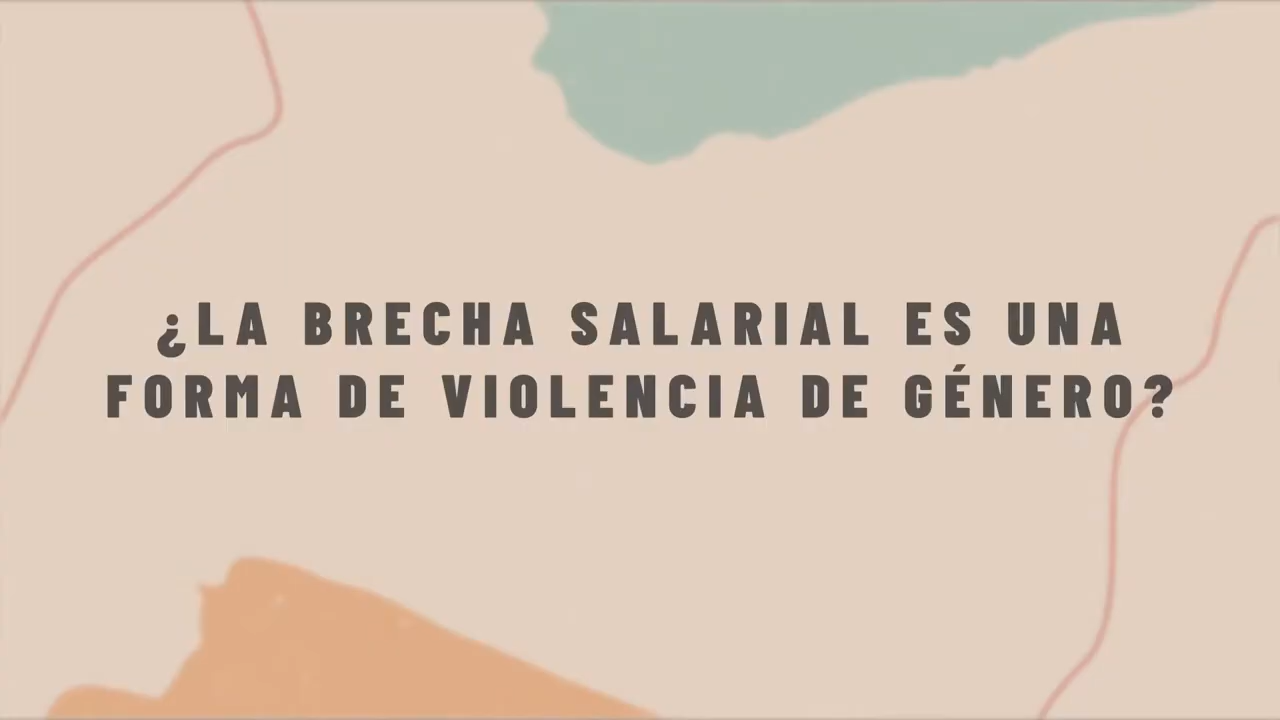 ¿LA BRECHA SALARIAL ES UNA
FORMA DE VIOLENCIA DE GÉNERO?